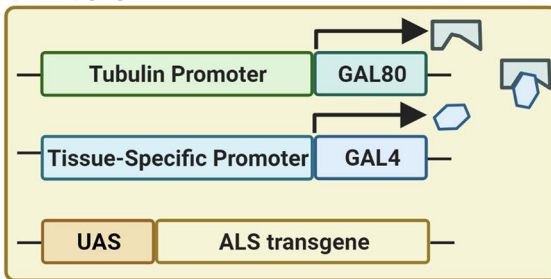 Tubulin Promoter GAL80
Tissue-Specific Promoter GAL4
UAS ALS transgene